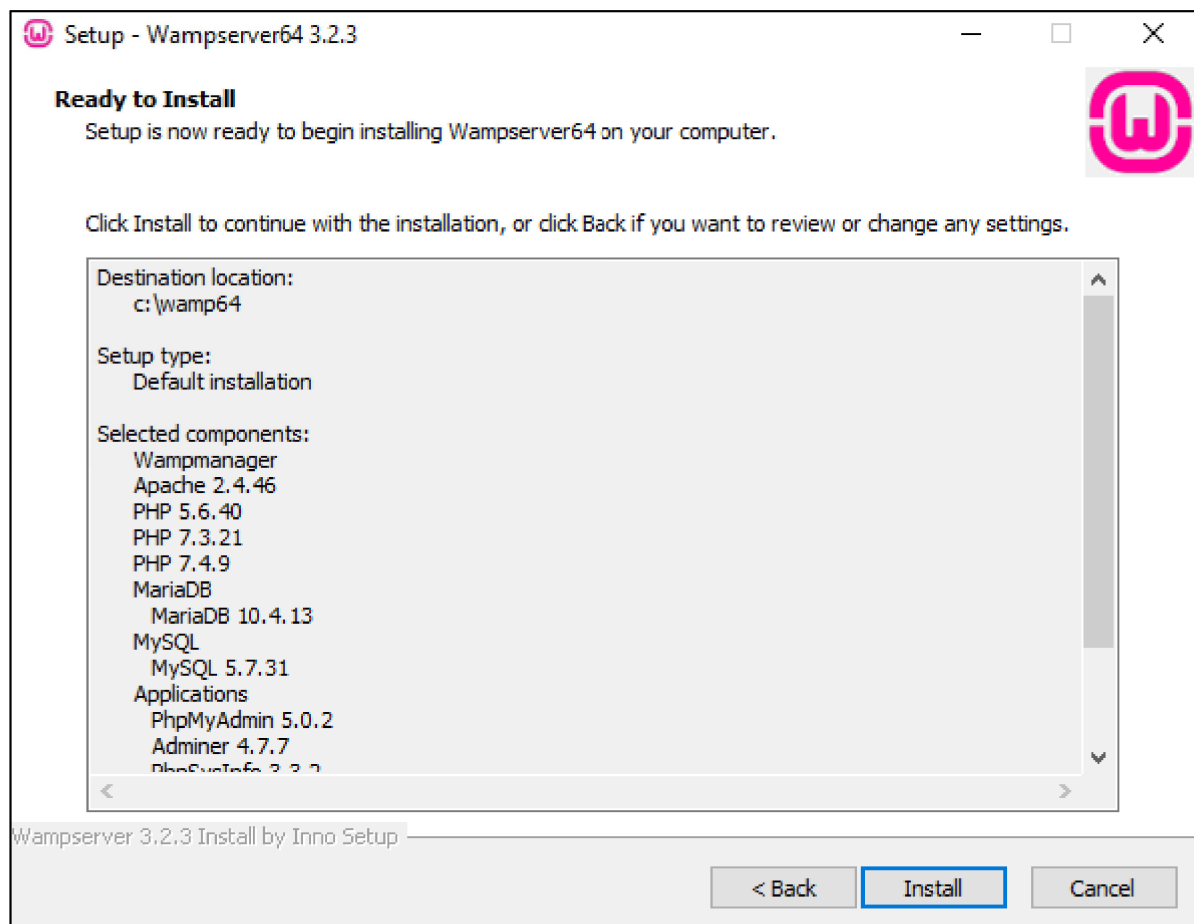 Setup - Wampserver64 3.2.3
Ready to Install
Setup is now ready to begin installing Wampserver64 on your computer.
Click Install to continue with the installation, or click Back if you want to review or change any settings.
Destination location:
c:\wamp64
Setup type:
Default installation
Selected components:
Wampmanager
Apache 2.4.46
PHP 5.6.40
PHP 7.3.21
PHP 7.4.9
MariaDB
MariaDB 10.4.13
MySQL
MySQL 5.7.31
Applications
PhpMyAdmin 5.0.2
Adminer 4.7.7
PhpSysInfo 3.3.2
Wampserver 3.2.3 Install by Inno Setup
< Back
Install
Cancel